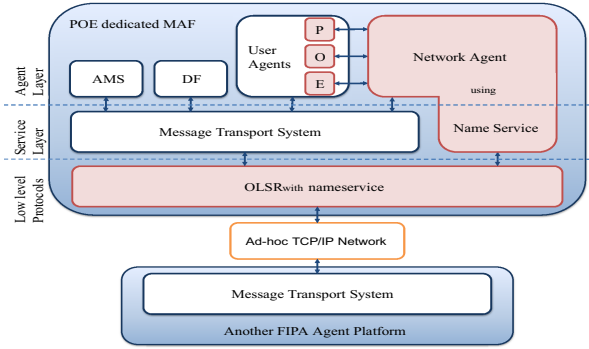 POE dedicated MAF
Agent
Layer
AMS
DF
User
Agents
P
O
E
Network Agent
using
Name Service
Service
Layer
Message Transport System
Low level
Protocols
OLSRwith nameservice
Ad-hoc TCP/IP Network
Message Transport System
Another FIPA Agent Platform